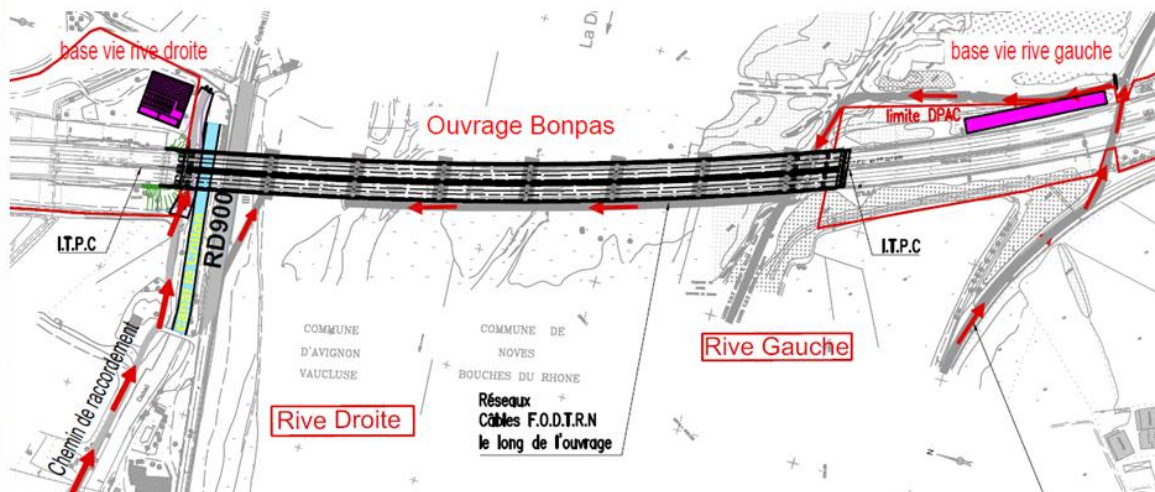 base vie rive droite
La D
base vie rive gauche
Ouvrage Bonpas
limite DPAC
RD900
I.T.P.C
I.T.P.C
Chemin de raccordement
COMMUNE
D'AVIGNON
VAUCLUSE
COMMUNE DE
NOVES
BOUCHES DU RHONE
Rive Gauche
Rive Droite
Réseaux
Câbles F.O.D.T.R.N
le long de l'ouvrage
N